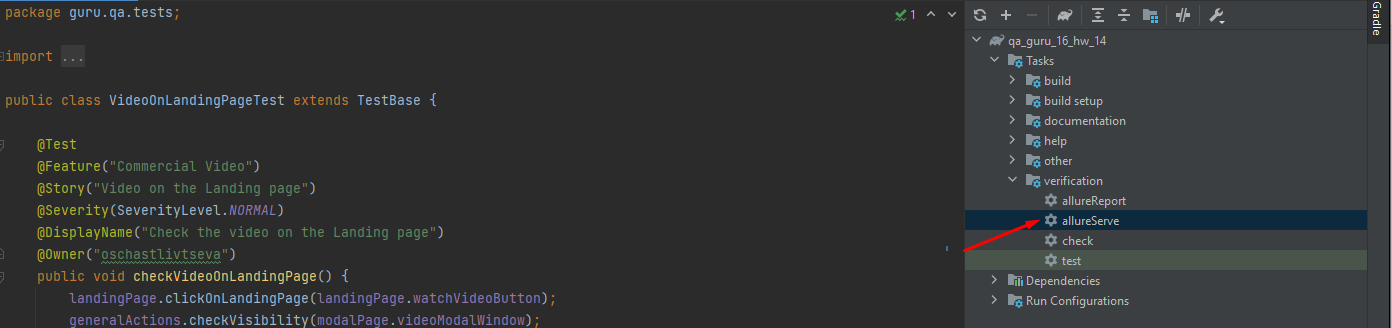 package guru.qa.tests;
import ...
public class VideoOnLandingPageTest extends TestBase {
@Test
@Feature("Commercial Video")
@Story("Video on the Landing page")
@Severity(SeverityLevel.NORMAL)
@DisplayName("Check the video on the Landing page")
@Owner("oschastlivtseva")
public void checkVideoOnLandingPage() {
landingPage.clickOnLandingPage(landingPage.watchVideoButton);
generalActions.checkVisibility(modalPage.videoModalWindow);
1
qa_guru_16_hw_14
Tasks
build
build setup
documentation
help
other
verification
allureReport
allureServe
check
test
Dependencies
Run Configurations
Gradle